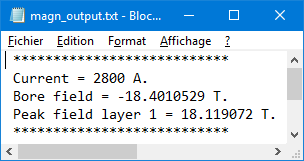 magn_output.txt - Bloc...
Fichier Edition Format Affichage ?
****************************
Current = 2800 A.
Bore field = -18.4010529 T.
Peak field layer 1 = 18.119072 T.
****************************